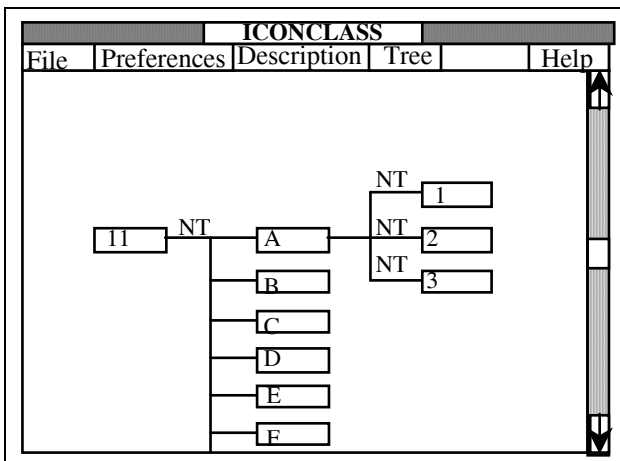 ICONCLASS
File Preferences Description Tree Help
NT 1
11 NT A NT 2
NT
B 3
C
D
E
F